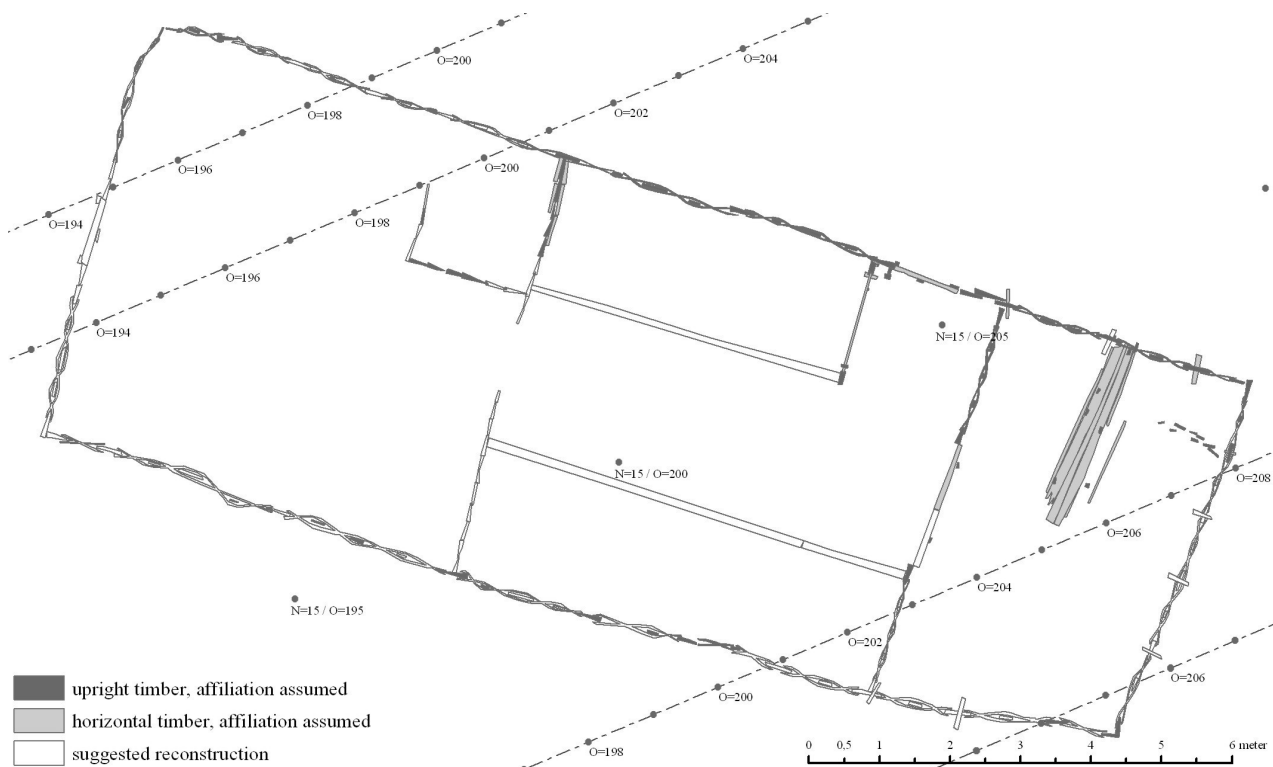 O=200
O=204
O=198
O=202
O=196
O=200
O=194
O=198
O=196
O=194
N=15 / O=205
N=15 / O=200
O=208
O=206
O=204
N=15 / O=195
O=202
O=206
O=200
O=198
upright timber, affiliation assumed
horizontal timber, affiliation assumed
suggested reconstruction
0 0,5 1 2 3 4 5 6 meter